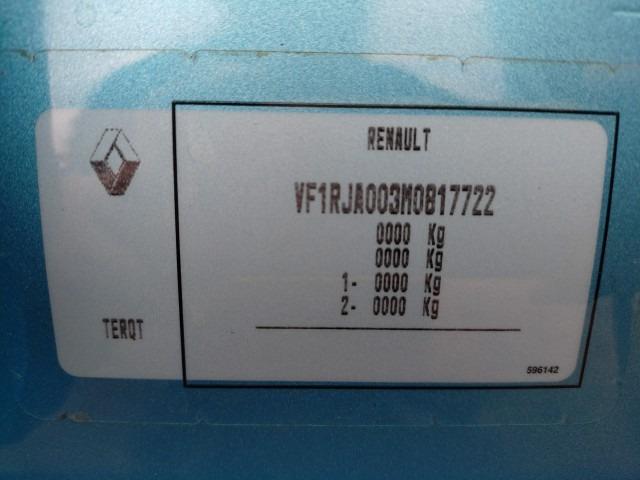 RENAULT
VF1RJA003M0817722
0000 Kg
0000 Kg
1- 0000 Kg
2- 0000 Kg
TERQT
596142